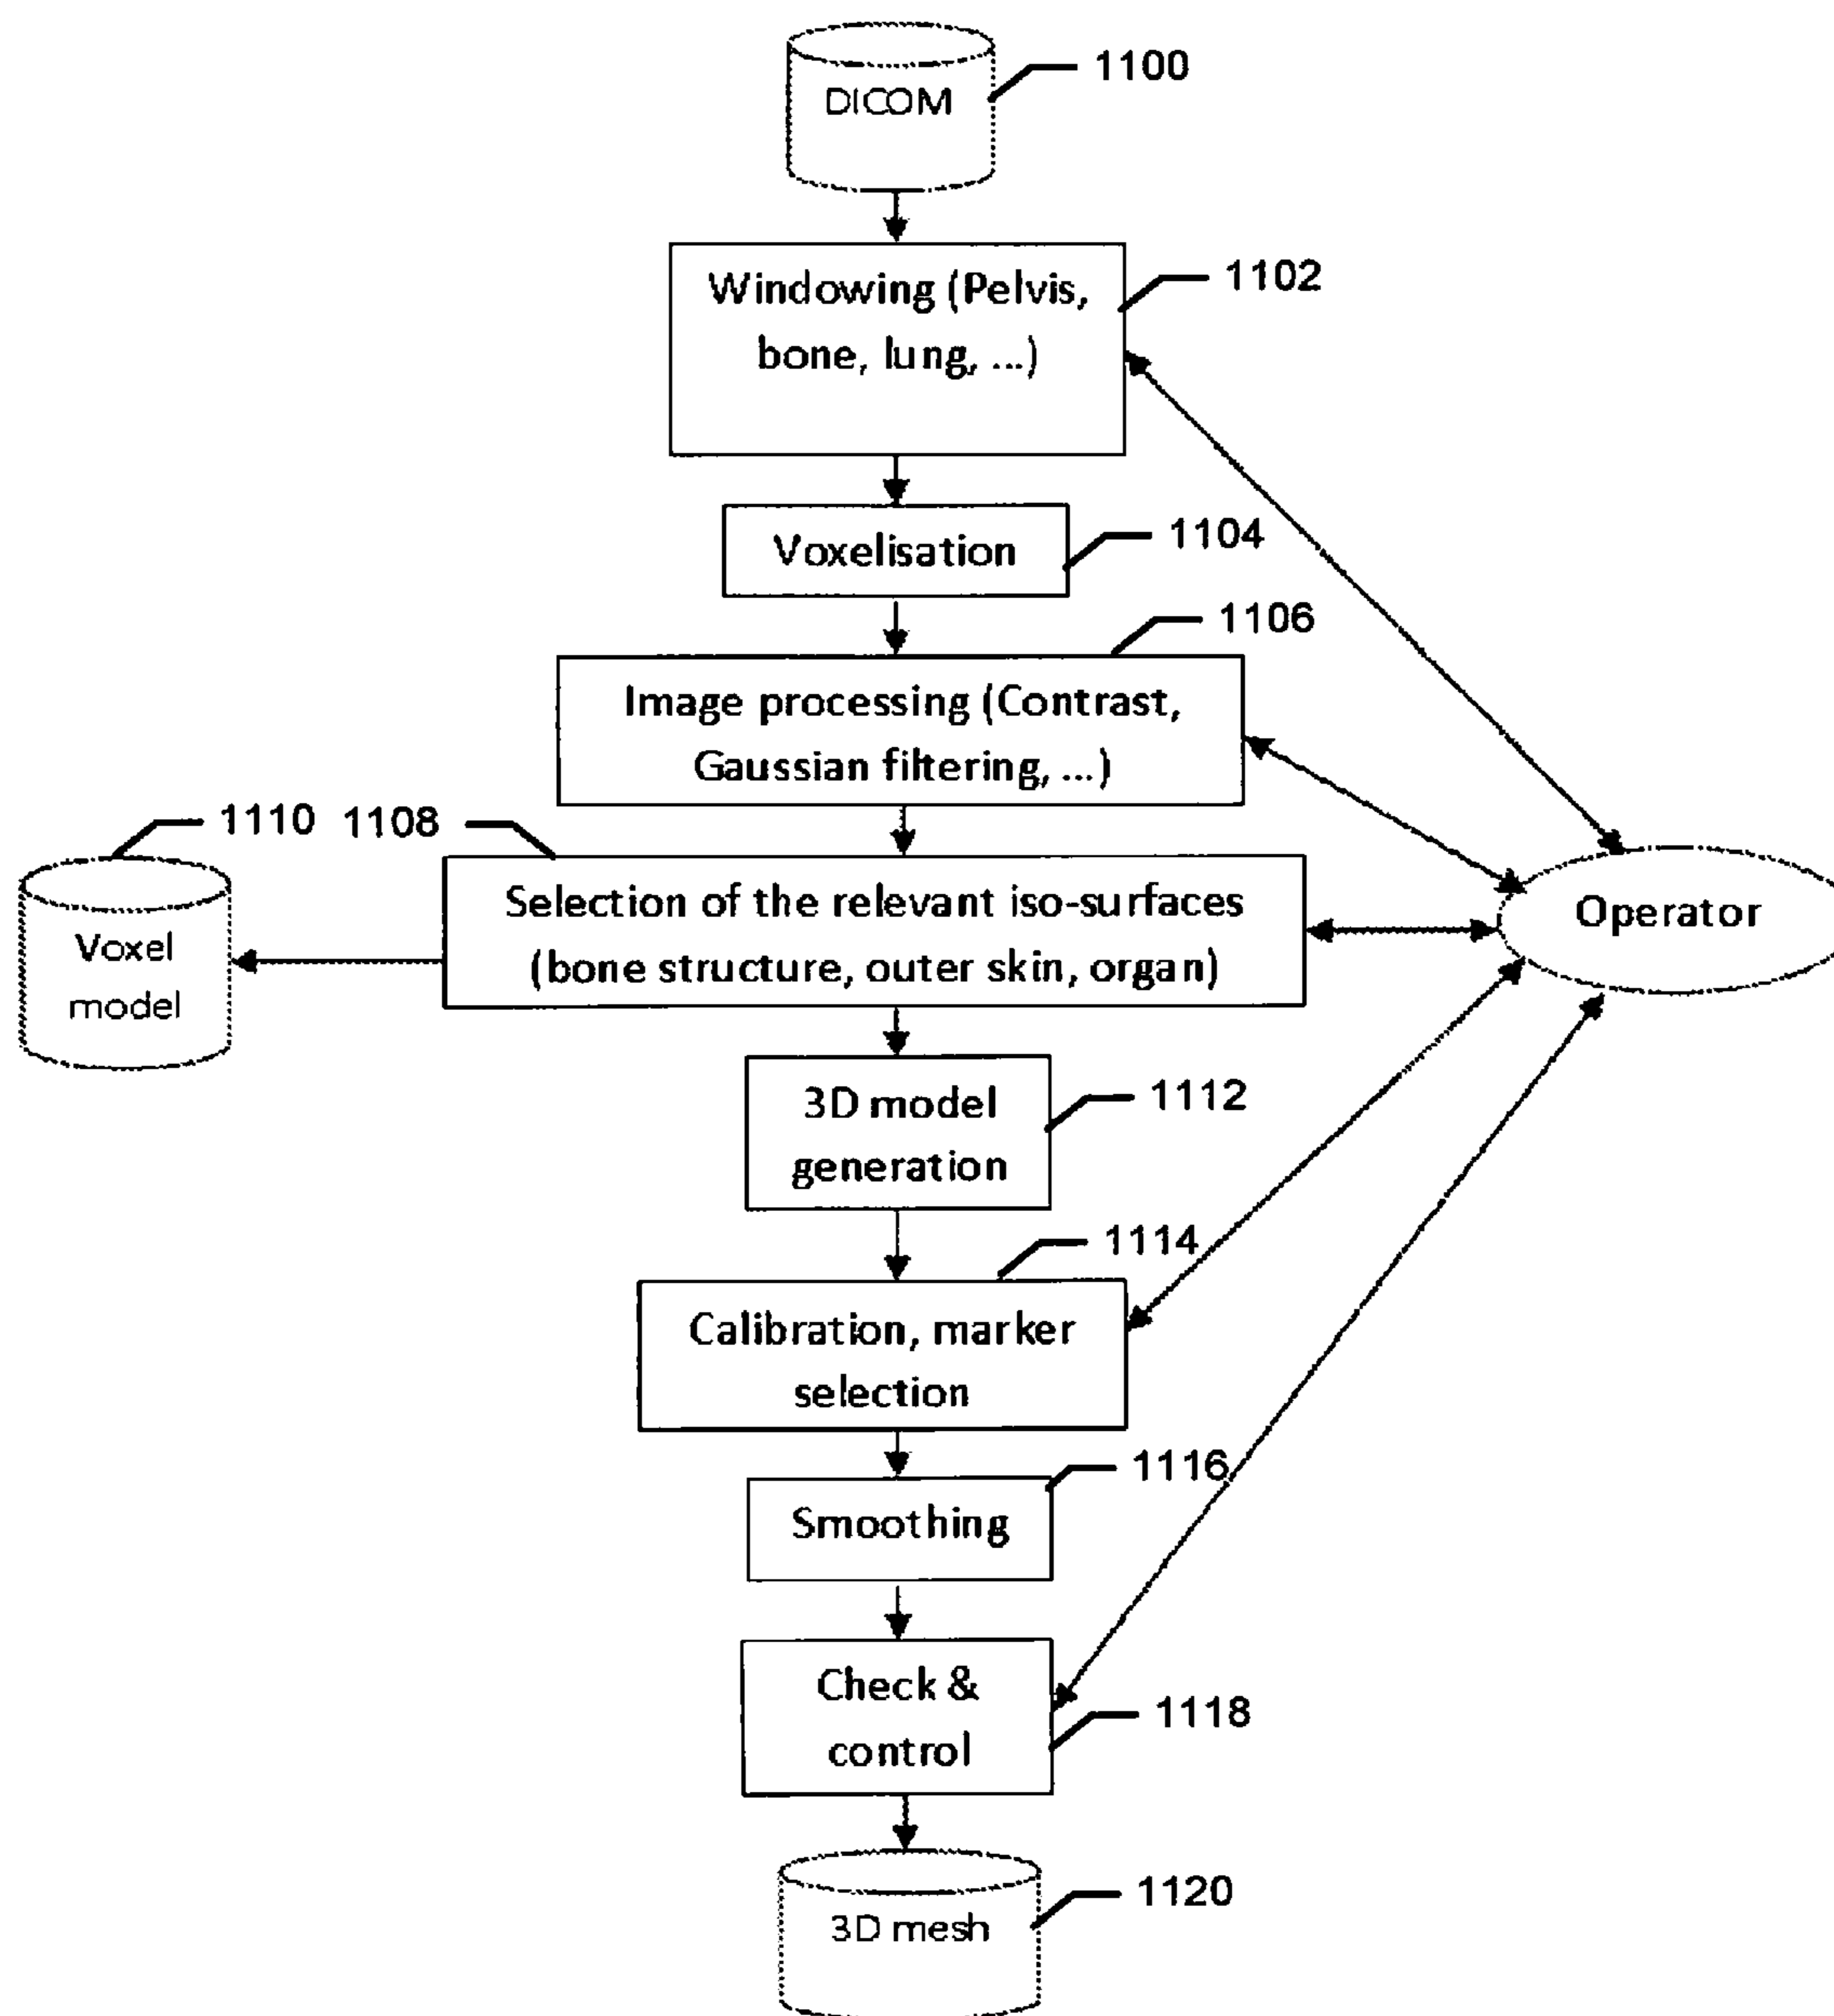 1100
DICOM
1102
Windowing (Pelvis,
bone, lung, ...)
1104
Voxelisation
1106
Image processing (Contrast,
Gaussian filtering, ...)
1110
1108
Voxel
model
Selection of the relevant iso-surfaces
(bone structure, outer skin, organ)
Operator
1112
3D model
generation
1114
Calibration, marker
selection
1116
Smoothing
Check &
control
1118
1120
3D mesh